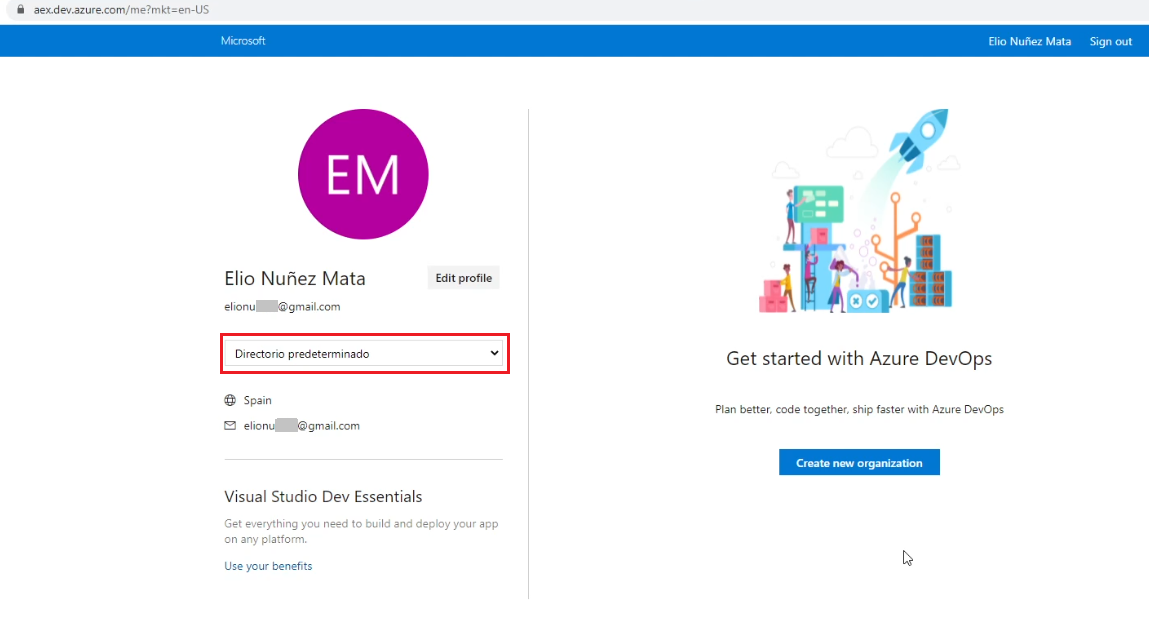 aex.dev.azure.com/me?mkt=en-US
Microsoft
Elio Nuñez Mata Sign out
EM
Elio Nuñez Mata
Edit profile
elionu @gmail.com
Directorio predeterminado
Spain
elionu @gmail.com
Visual Studio Dev Essentials
Get everything you need to build and deploy your app
on any platform.
Use your benefits
Get started with Azure DevOps
Plan better, code together, ship faster with Azure DevOps
Create new organization